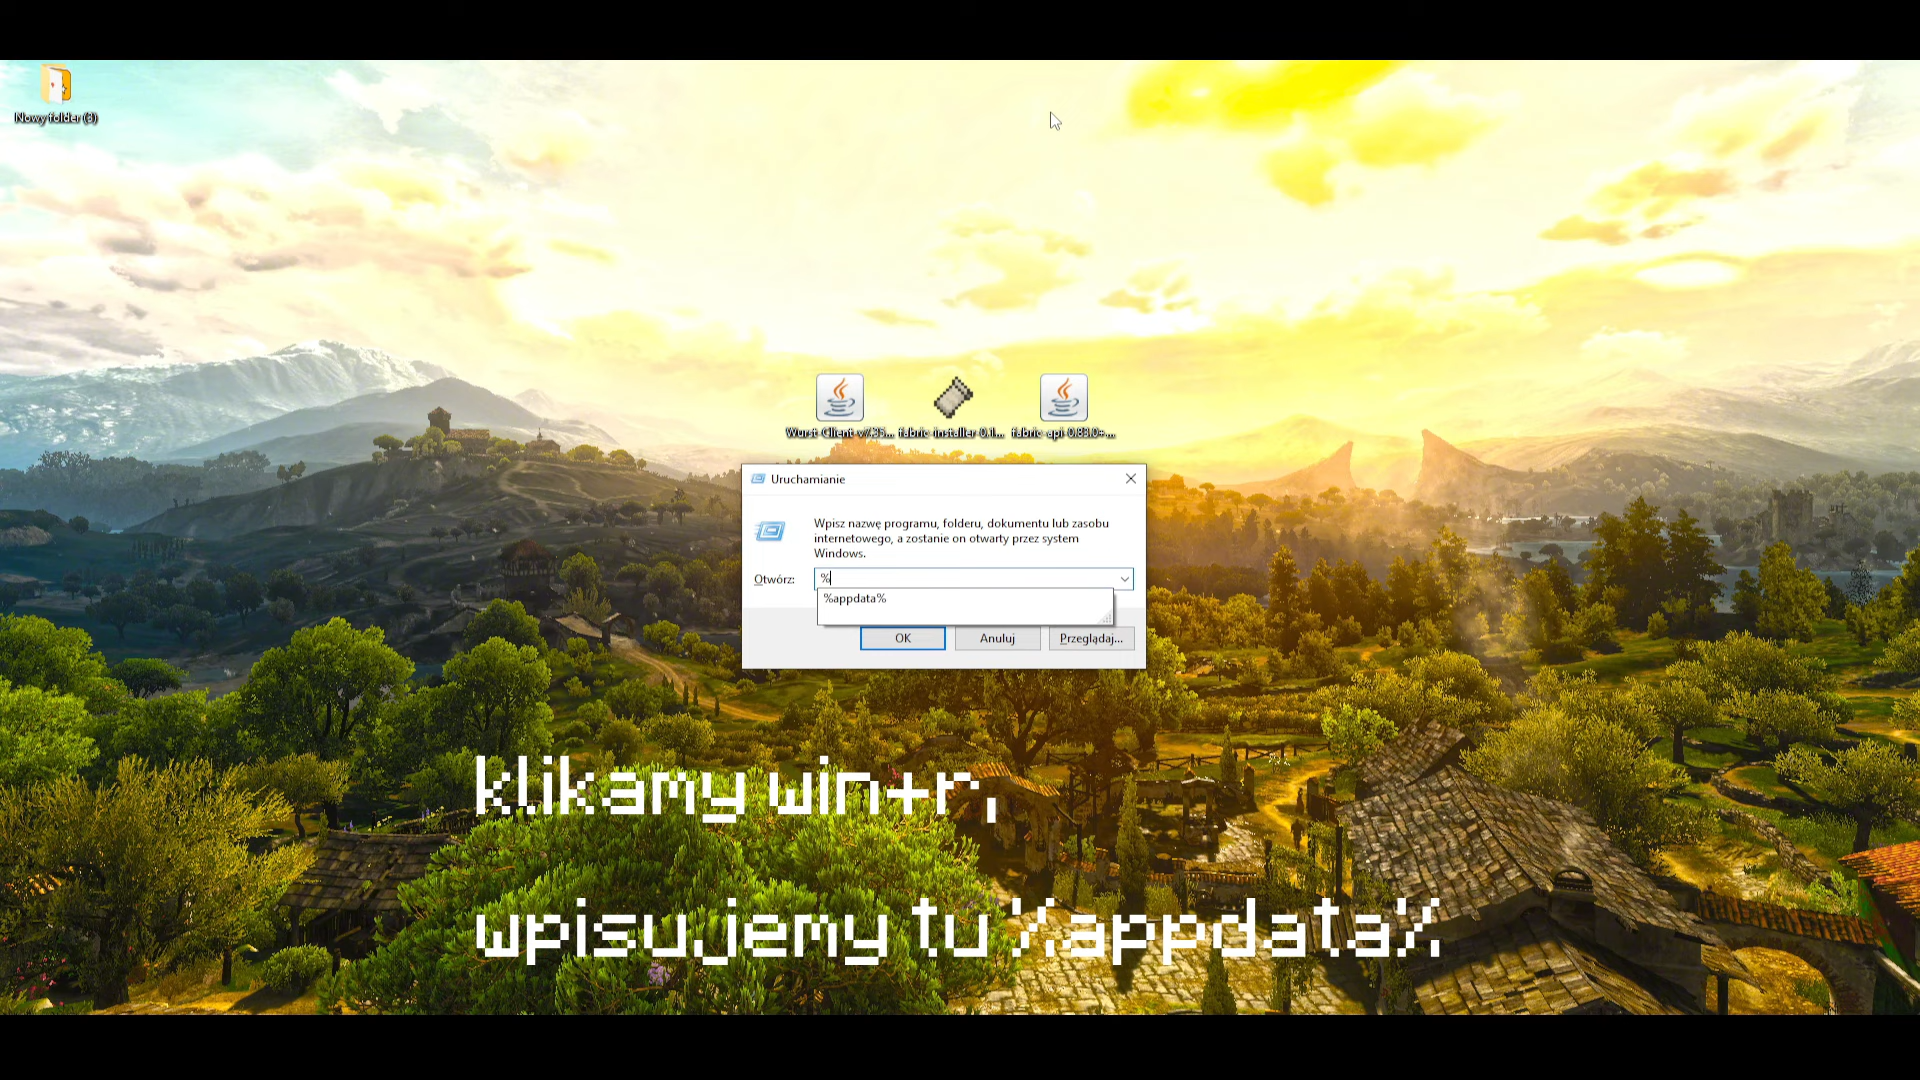 Nowy folder (3)
Wurst-Client-v7.35... fabric-installer-0.1... fabric-api-0.83.0+...
Uruchamianie
Wpisz nazwę programu, folderu, dokumentu lub zasobu
internetowego, a zostanie on otwarty przez system
Windows.
Otwórz: %
%appdata%
OK Anuluj Przeglądaj...
klikamy win+r,
wpisujemy tu %appdata%